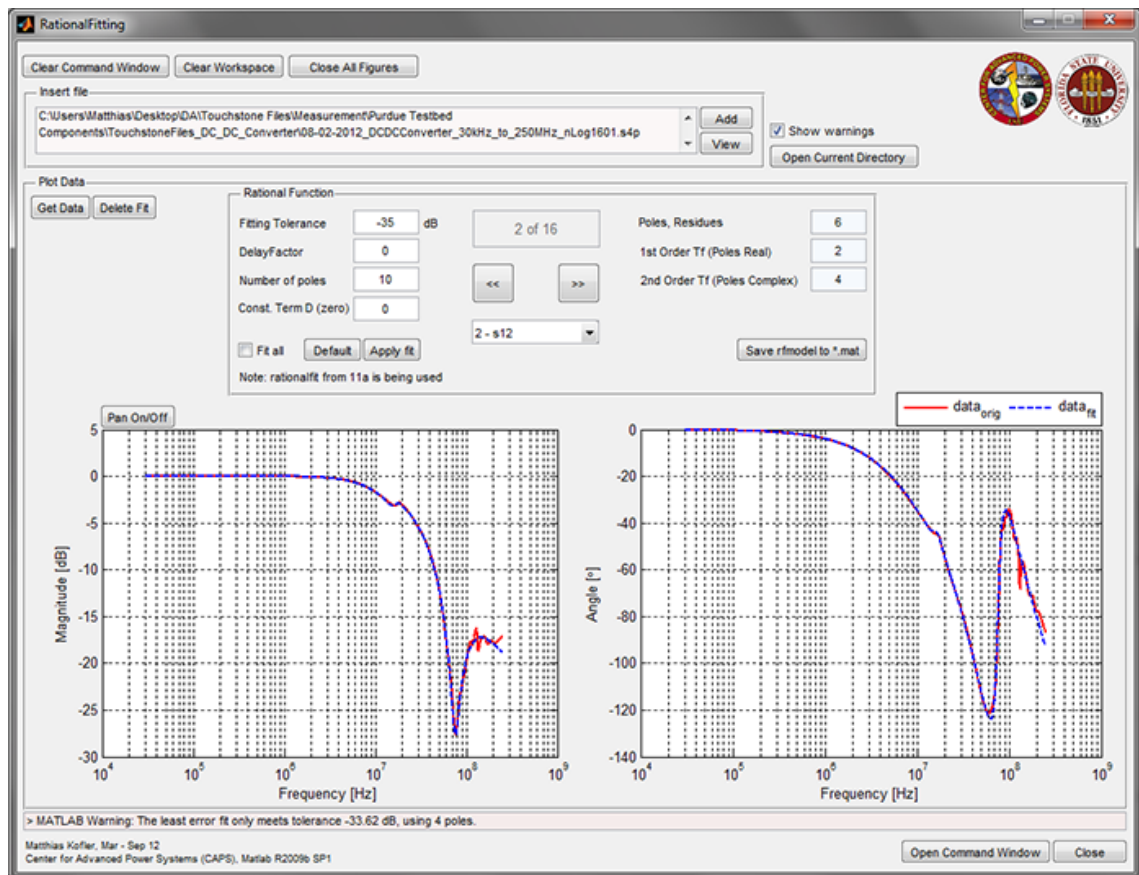 RationalFitting
Clear Command Window Clear Workspace Close All Figures
Insert file
C:\Users\Matthias\Desktop\DA\Touchstone Files\Measurement\Purdue Testbed
Components\TouchstoneFiles_DC_DC_Converter\08-02-2012_DCDCConverter_30kHz_to_250MHz_nLog1601.s4p
Add
View
Show warnings
Open Current Directory
FLORIDA STATE UNIVERSITY
1851
Plot Data
Get Data Delete Fit
Rational Function
Fitting Tolerance -35 dB
DelayFactor 0
Number of poles 10
Const. Term D (zero) 0
Fit all Default Apply fit
Note: rationalfit from 11a is being used
2 of 16
<< >>
2 - s12
Poles, Residues 6
1st Order Tf (Poles Real) 2
2nd Order Tf (Poles Complex) 4
Save rfmodel to *.mat
Pan On/Off
data_orig data_fit
5
0
-5
-10
-15
-20
-25
-30
Magnitude [dB]
10^4 10^5 10^6 10^7 10^8 10^9
Frequency [Hz]
0
-20
-40
-60
-80
-100
-120
-140
Angle [°]
10^4 10^5 10^6 10^7 10^8 10^9
Frequency [Hz]
> MATLAB Warning: The least error fit only meets tolerance -33.62 dB, using 4 poles.
Matthias Kofler, Mar - Sep 12
Center for Advanced Power Systems (CAPS), Matlab R2009b SP1
Open Command Window Close